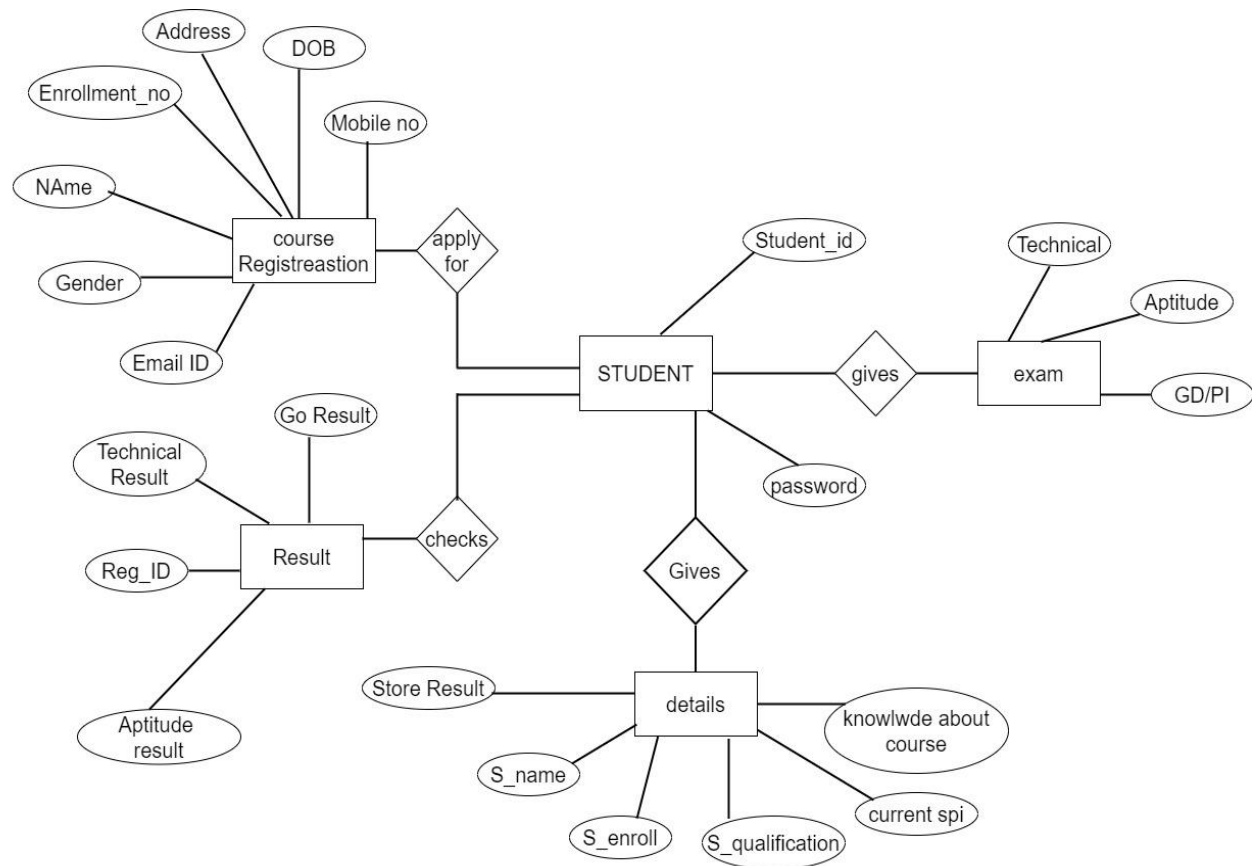 Address
DOB
Enrollment_no
Mobile no
NAme
course
Registreastion
apply
for
Student_id
Technical
Gender
Aptitude
Email ID
STUDENT
gives
exam
GD/PI
Go Result
Technical
Result
password
checks
Result
Reg_ID
Gives
Store Result
details
knowlwde about
course
Aptitude
result
S_name
current spi
S_enroll
S_qualification